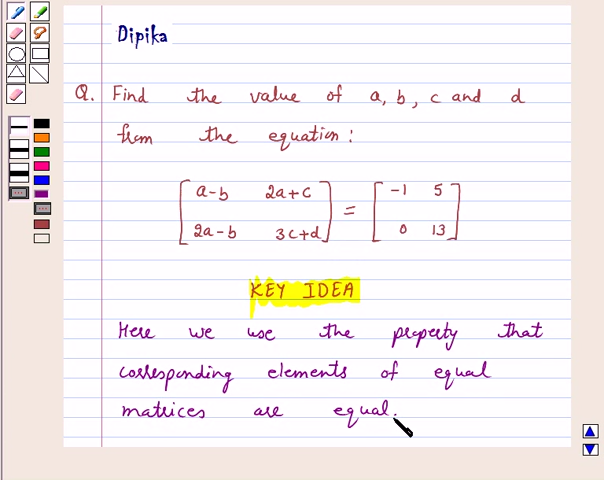 Dipika
Q. Find the value of a, b, c and d
from the equation:
[a-b 2a+c] = [-1 5]
[2a-b 3c+d] [0 13]
KEY IDEA
Here we use the property that
corresponding elements of equal
matrices are equal.